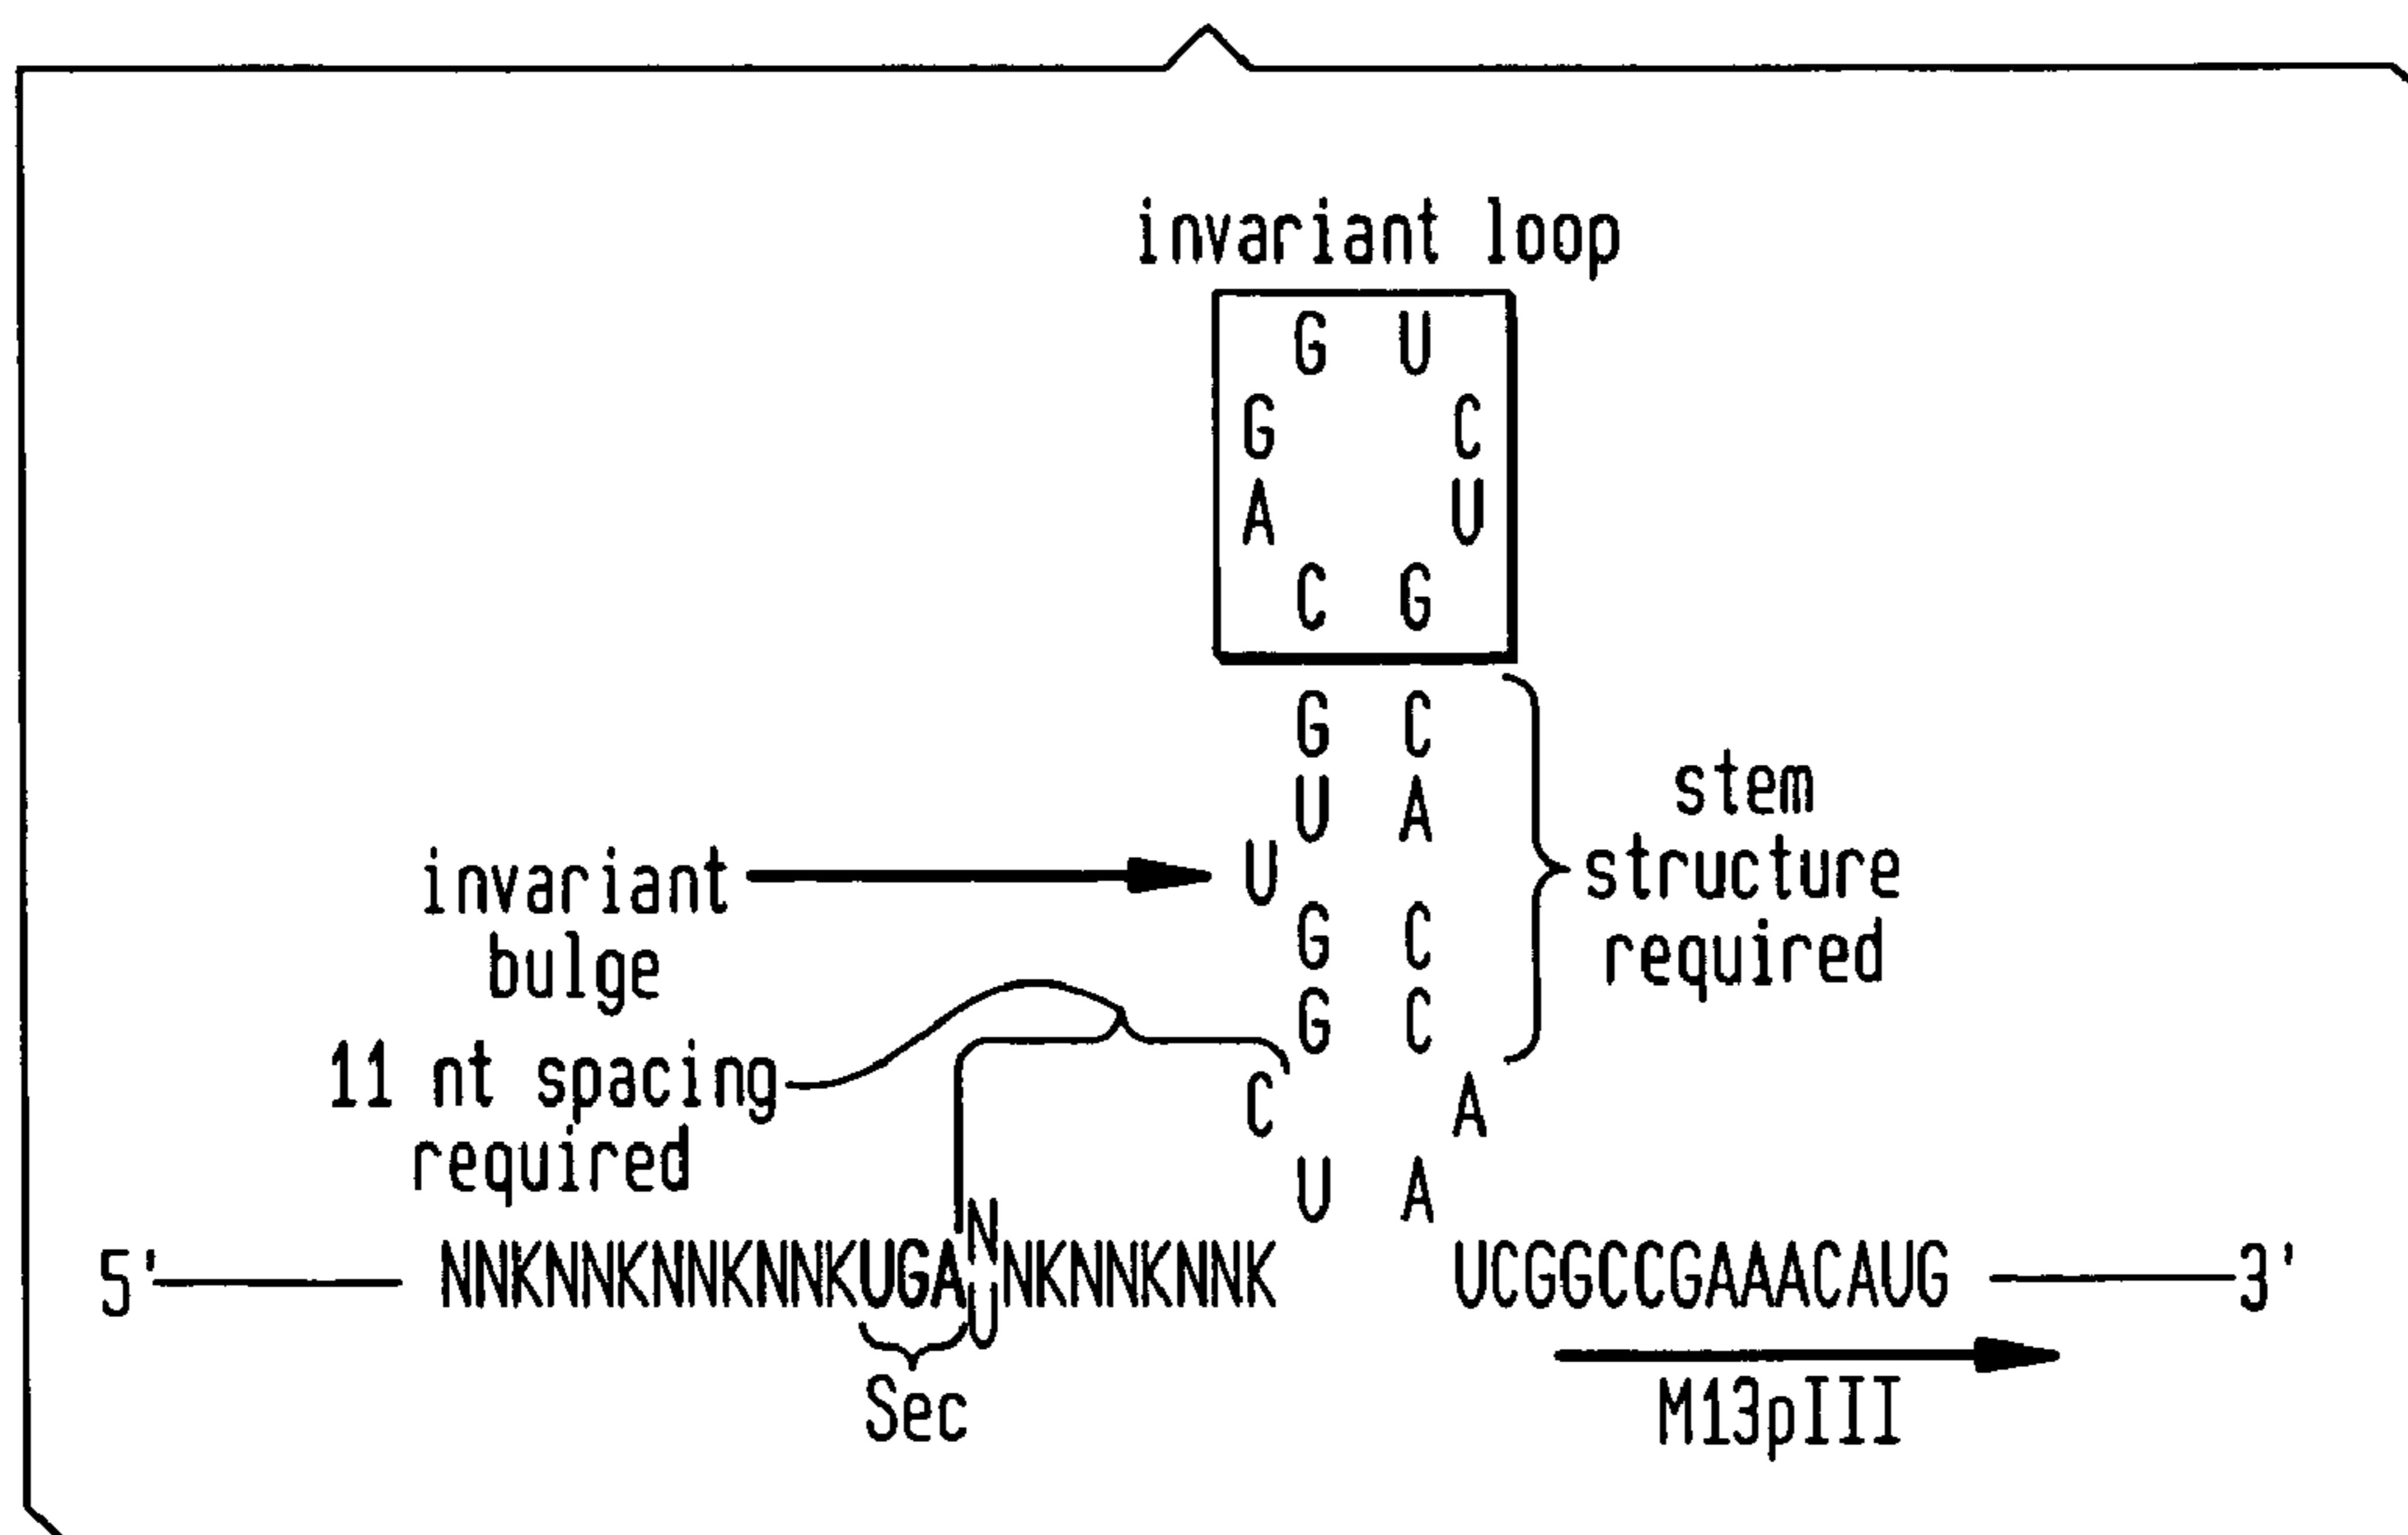 invariant loop
G U
G C
A U
C G
G C
U A
U
G C
G C
C A
U A
stem
structure
required
invariant
bulge
11 nt spacing
required
N
5' NNKNNKNNKNNKUGA NKNNKNNK UCGGCCGAAACAUG 3'
U
Sec
M13pIII